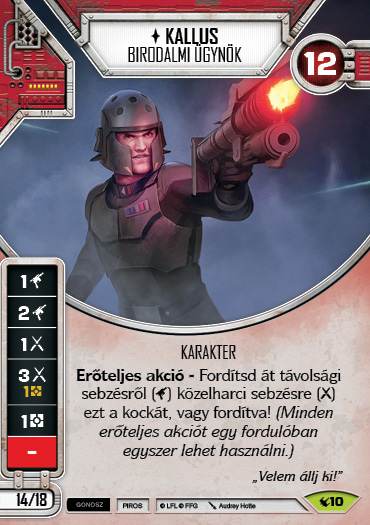 KALLUS
BIRODALMI ÜGYNÖK
12
1
2
1
3
1
1
-
KARAKTER
Erőteljes akció - Fordítsd át távolsági
sebzésről ( ) közelharci sebzésre ( )
ezt a kockát, vagy fordítva! (Minden
erőteljes akciót egy fordulóban
egyszer lehet használni.)
„Velem állj ki!”
14/18
GONOSZ
PIROS
© LFL © FFG
Audrey Hotte
10